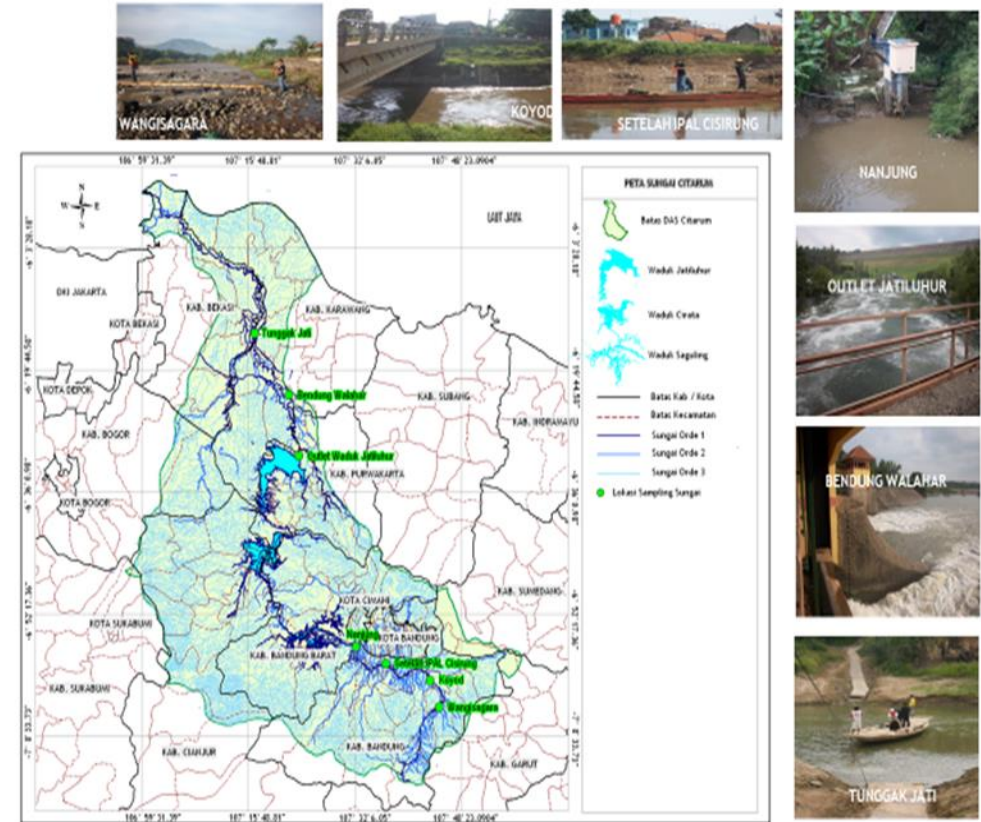 WANGISAGARA
KOYOD
SETELAH IPAL CISIRUNG
NANJUNG
OUTLET JATILUHUR
BENDUNG WALAHAR
TUNGGAK JATI
106° 59' 31.39"
107° 15' 48.81"
107° 32' 6.05"
107° 48' 23.0904"
N
W
E
S
LAUT JAWA
PETA SUNGAI CITARUM
Batas DAS Citarum
Waduk Jatiluhur
Waduk Cirata
Waduk Saguling
Batas Kab / Kota
Batas Kecamatan
Sungai Orde 1
Sungai Orde 2
Sungai Orde 3
Lokasi Sampling Sungai
DKI JAKARTA
KOTA BEKASI
KAB. BEKASI
KAB. KARAWANG
Tunggak Jati
KOTA DEPOK
Bendung Walahar
KAB. SUBANG
KAB. INDRAMAYU
KAB. BOGOR
Outlet Waduk Jatiluhur
KAB. PURWAKARTA
KOTA BOGOR
KAB. SUMEDANG
KOTA CIMAHI
KOTA SUKABUMI
Nanjung
KOTA BANDUNG
KAB. BANDUNG BARAT
Setelah IPAL Cisirung
Koyod
KAB. SUKABUMI
Wangisagara
KAB. CIANJUR
KAB. BANDUNG
KAB. GARUT
106° 59' 31.39"
107° 15' 48.81"
107° 32' 6.05"
107° 48' 23.0904"